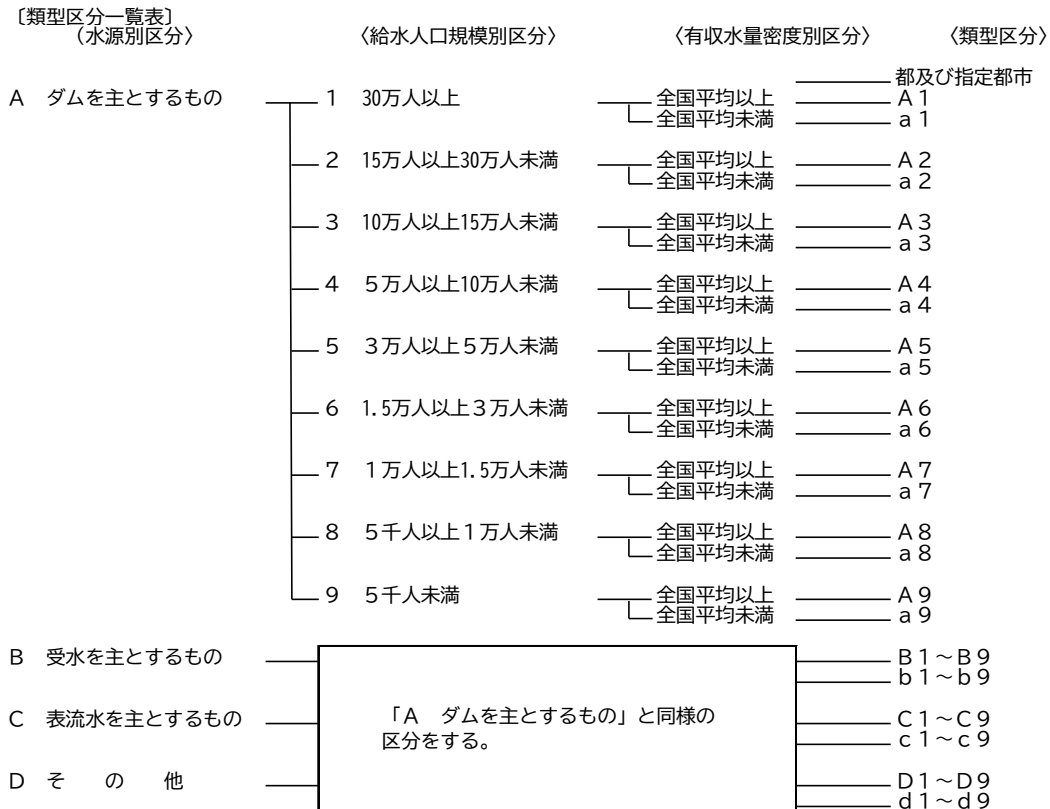 〔類型区分一覧表〕
（水源別区分〉 〈給水人口規模別区分〉 〈有収水量密度別区分〉 〈類型区分〉
都及び指定都市
Ａ ダムを主とするもの １ 30万人以上 全国平均以上 Ａ１
全国平均未満 ａ１
２ 15万人以上30万人未満 全国平均以上 Ａ２
全国平均未満 ａ２
３ 10万人以上15万人未満 全国平均以上 Ａ３
全国平均未満 ａ３
４ ５万人以上10万人未満 全国平均以上 Ａ４
全国平均未満 ａ４
５ ３万人以上５万人未満 全国平均以上 Ａ５
全国平均未満 ａ５
６ 1.5万人以上３万人未満 全国平均以上 Ａ６
全国平均未満 ａ６
７ １万人以上1.5万人未満 全国平均以上 Ａ７
全国平均未満 ａ７
８ ５千人以上１万人未満 全国平均以上 Ａ８
全国平均未満 ａ８
９ ５千人未満 全国平均以上 Ａ９
全国平均未満 ａ９
Ｂ 受水を主とするもの Ｂ１～Ｂ９
ｂ１～ｂ９
Ｃ 表流水を主とするもの 「Ａ ダムを主とするもの」と同様の Ｃ１～Ｃ９
区分をする。 ｃ１～ｃ９
Ｄ そ の 他 Ｄ１～Ｄ９
ｄ１～ｄ９